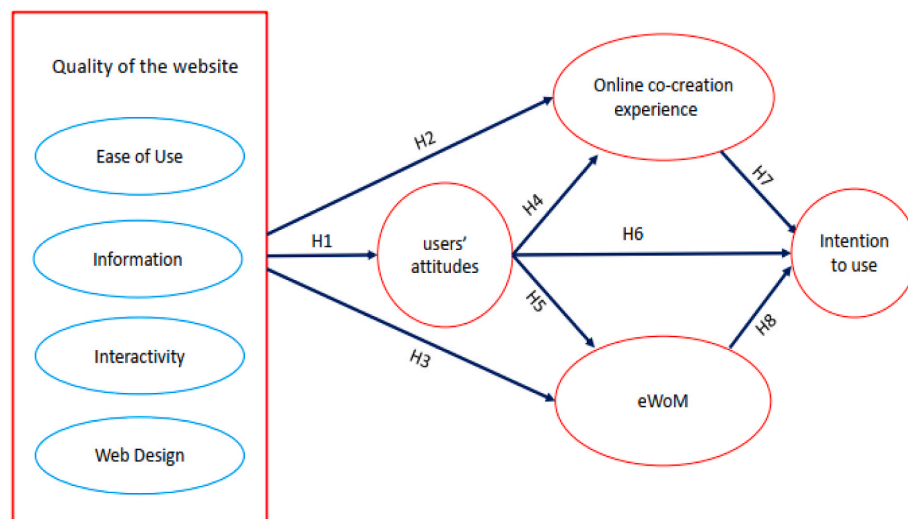 Quality of the website
Ease of Use
Information
Interactivity
Web Design
H2
H1
H3
users'
attitudes
Online co-creation
experience
H4
H6
H5
H7
H8
eWoM
Intention
to use